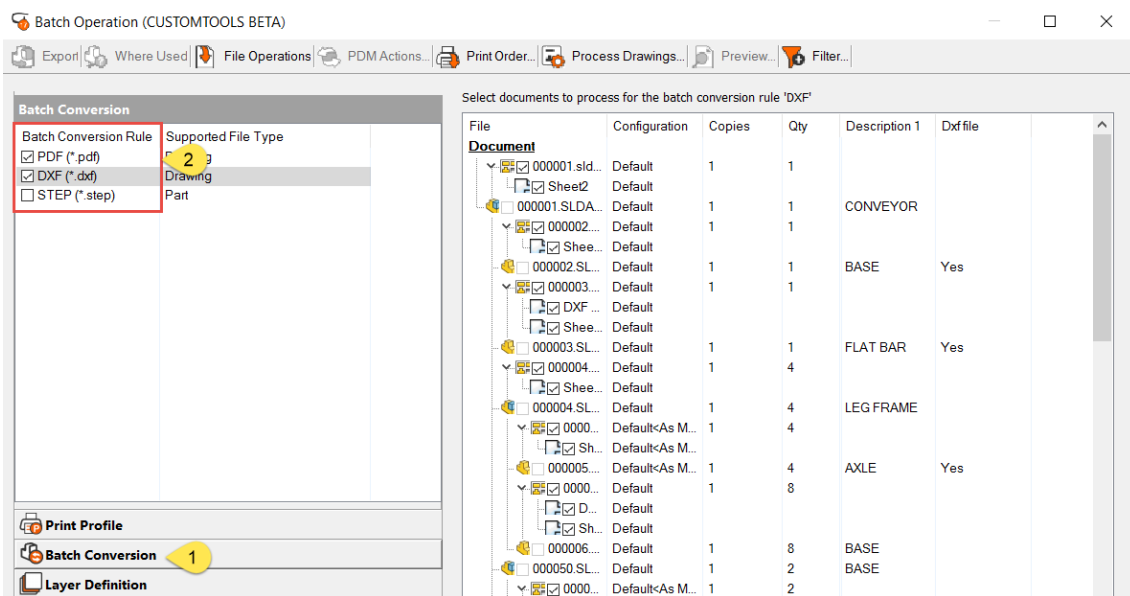 Batch Operation (CUSTOMTOOLS BETA)
Export Where Used File Operations PDM Actions... Print Order... Process Drawings... Preview... Filter...
Batch Conversion
Batch Conversion Rule Supported File Type
PDF (*.pdf)
2
DXF (*.dxf) Drawing
STEP (*.step) Part
Print Profile
Batch Conversion 1
Layer Definition
Select documents to process for the batch conversion rule 'DXF'
File Configuration Copies Qty Description 1 Dxf file
Document
000001.sld... Default 1 1
Sheet2 Default
000001.SLDA... Default 1 1 CONVEYOR
000002.... Default 1 1
Shee... Default
000002.SL... Default 1 1 BASE Yes
000003.... Default 1 1
DXF ... Default
Shee... Default
000003.SL... Default 1 1 FLAT BAR Yes
000004.... Default 1 4
Shee... Default
000004.SL... Default 1 4 LEG FRAME
0000... Default<As M... 1 4
Sh... Default<As M...
000005.... Default<As M... 1 4 AXLE Yes
0000... Default 1 8
D... Default
Sh... Default
000006.... Default 1 8 BASE
000050.SL... Default 1 2 BASE
0000... Default<As M... 1 2